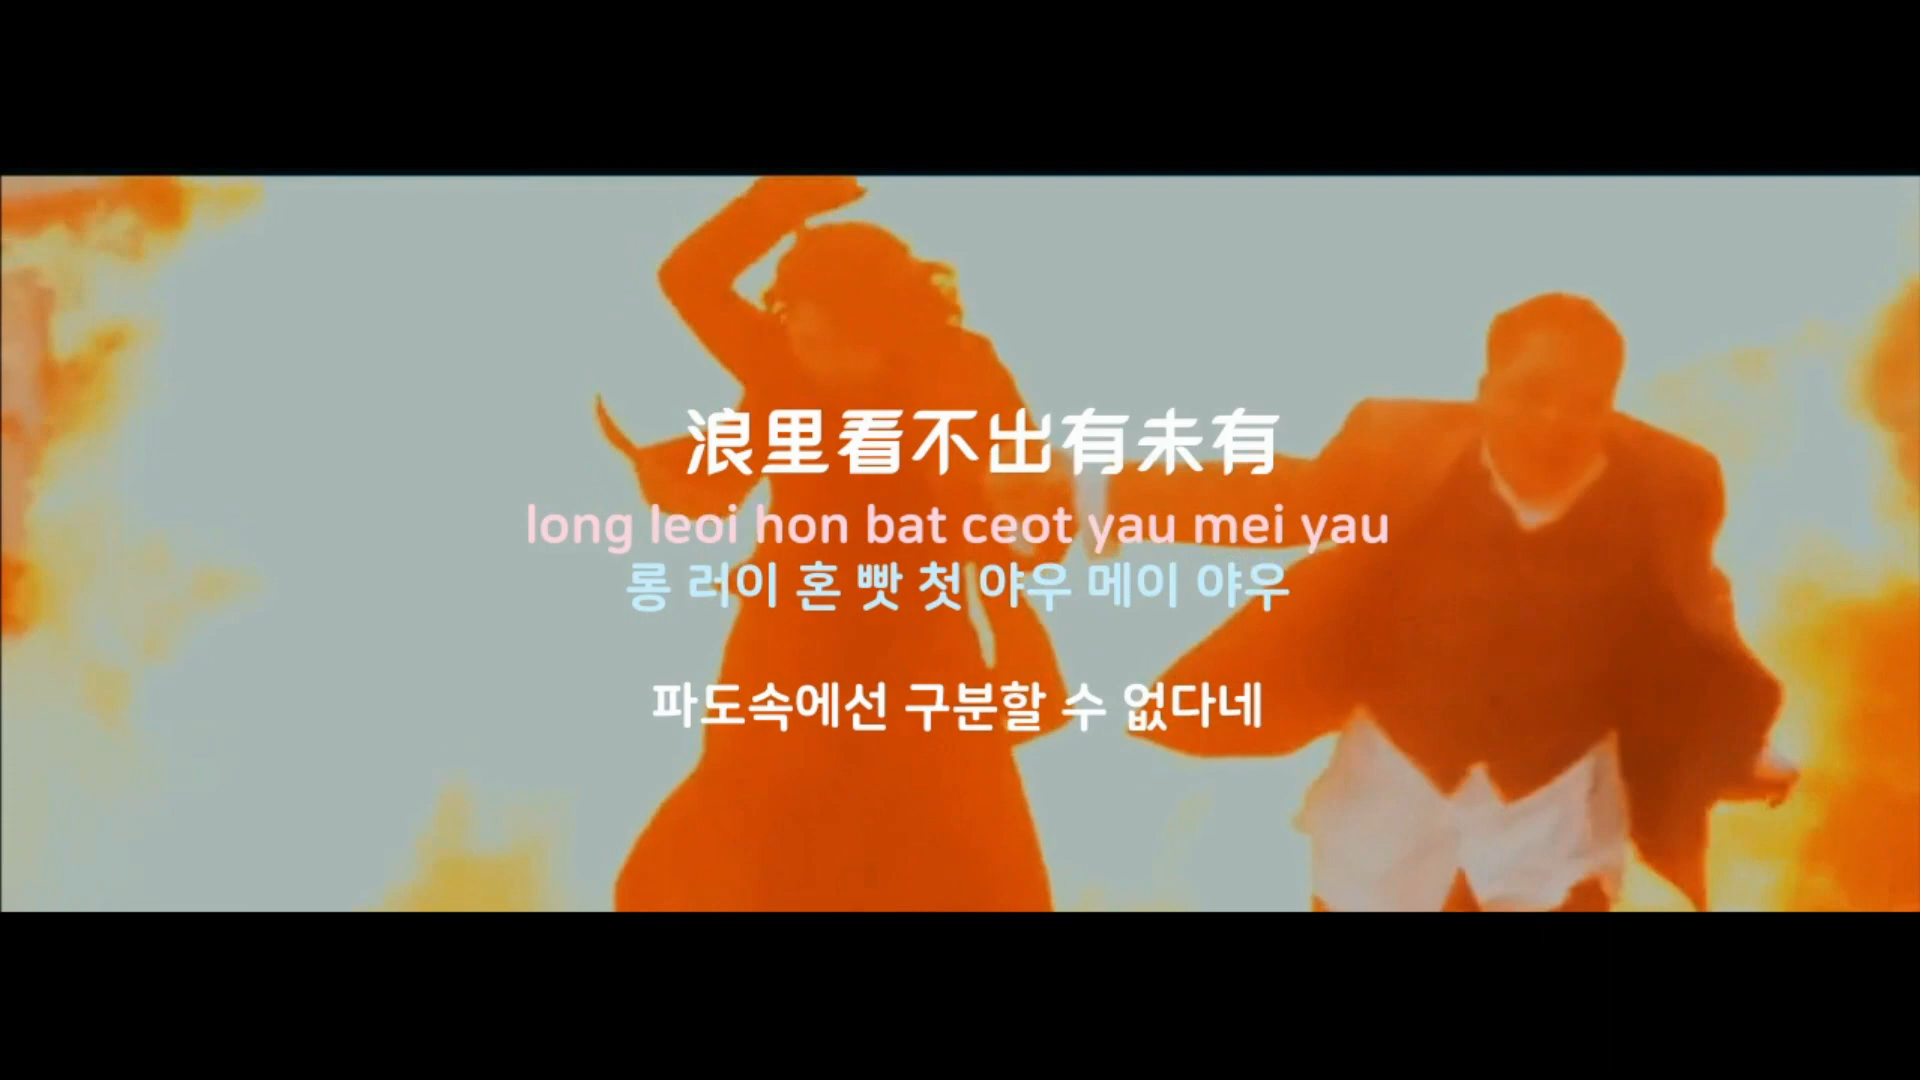 浪里看不出有未有
long leoi hon bat ceot yau mei yau
롱 러이 혼 빳 첫 야우 메이 야우
파도속에선 구분할 수 없다네